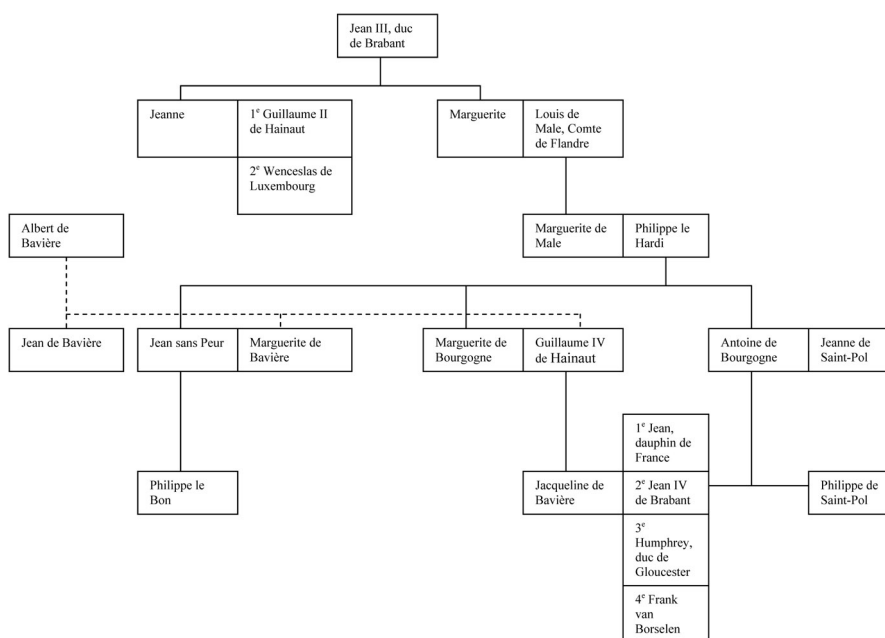 Jean III, duc
de Brabant
Jeanne
1e Guillaume II
de Hainaut
2e Wenceslas de
Luxembourg
Marguerite
Louis de
Male, Comte
de Flandre
Albert de
Bavière
Marguerite de
Male
Philippe le
Hardi
Jean de Bavière
Jean sans Peur
Marguerite de
Bavière
Marguerite de
Bourgogne
Guillaume IV
de Hainaut
Antoine de
Bourgogne
Jeanne de
Saint-Pol
Philippe le
Bon
Jacqueline de
Bavière
1e Jean,
dauphin de
France
2e Jean IV
de Brabant
3e
Humphrey,
duc de
Gloucester
4e Frank
van
Borselen
Philippe de
Saint-Pol